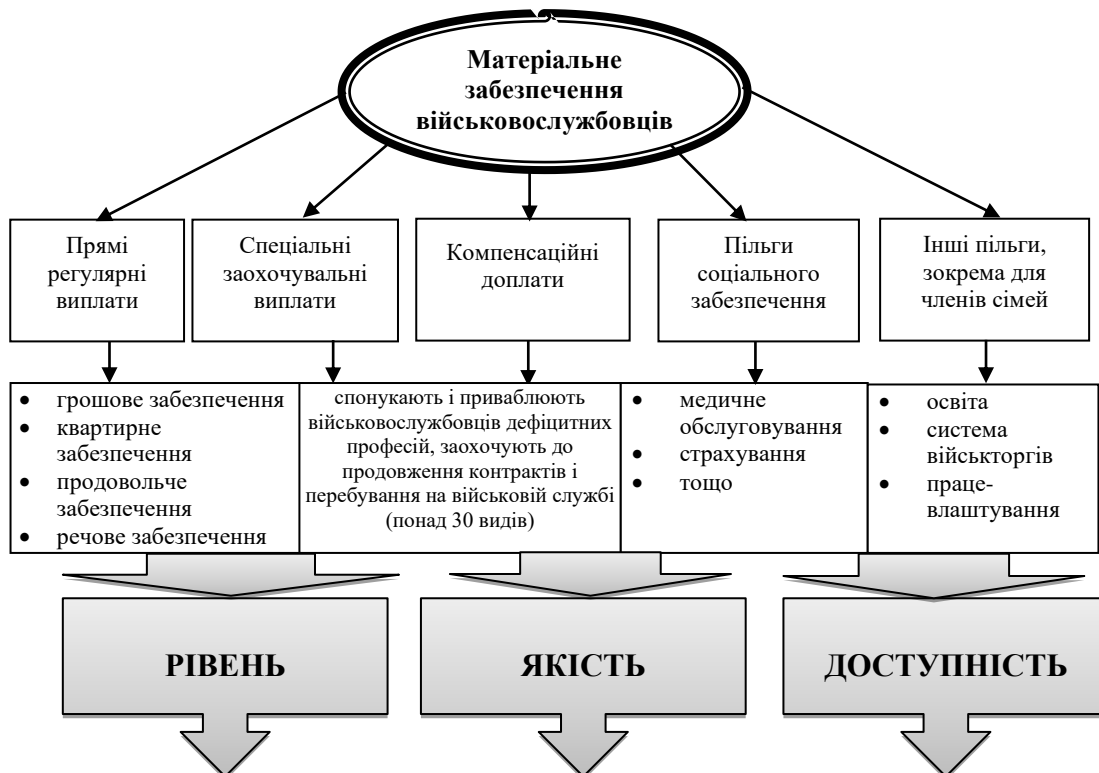 Матеріальне
забезпечення
військовослужбовців
Прямі
регулярні
виплати
Спеціальні
заохочувальні
виплати
Компенсаційні
доплати
Пільги
соціального
забезпечення
Інші пільги,
зокрема для
членів сімей
• грошове забезпечення
• квартирне
забезпечення
• продовольче
забезпечення
• речове забезпечення
спонукають і приваблюють
військовослужбовців дефіцитних
професій, заохочують до
продовження контрактів і
перебування на військовій службі
(понад 30 видів)
• медичне
обслуговування
• страхування
• тощо
• освіта
• система
військторгів
• праце-
влаштування
РІВЕНЬ
ЯКІСТЬ
ДОСТУПНІСТЬ